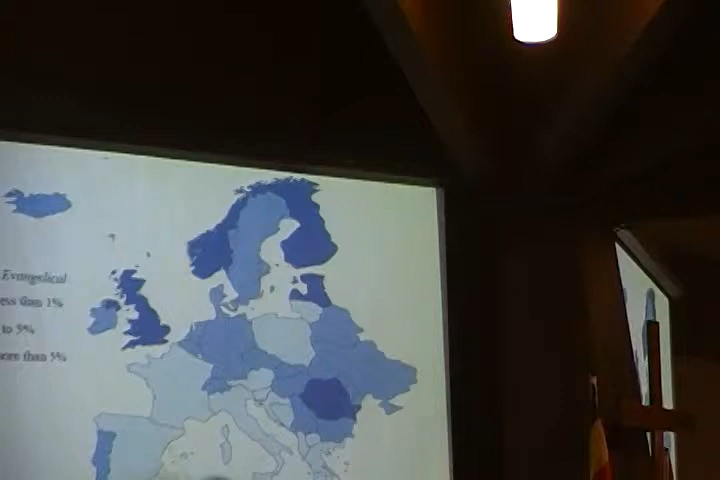 Evangelical
ess than 1%
to 5%
ore than 5%